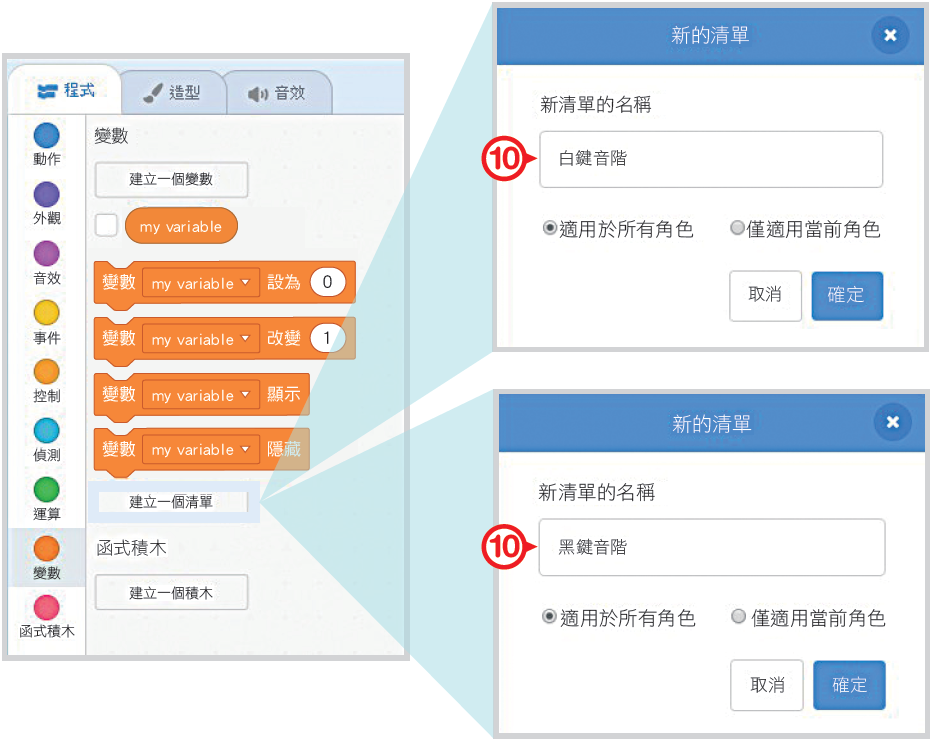 程式
造型
音效
動作
外觀
音效
事件
控制
偵測
運算
變數
函式積木
變數
建立一個變數
my variable
變數 my variable 設為 0
變數 my variable 改變 1
變數 my variable 顯示
變數 my variable 隱藏
建立一個清單
函式積木
建立一個積木
新的清單
新清單的名稱
10
白鍵音階
適用於所有角色 僅適用當前角色
取消 確定
新的清單
新清單的名稱
10
黑鍵音階
適用於所有角色 僅適用當前角色
取消 確定